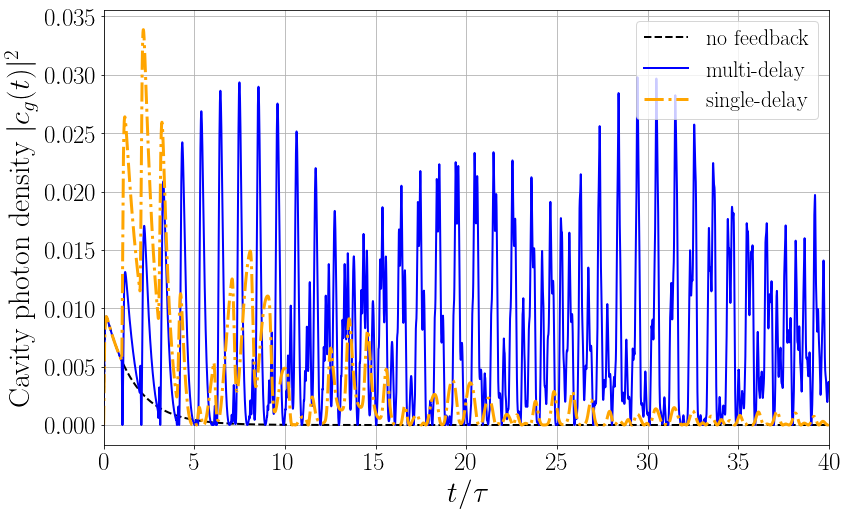 Cavity photon density $|c_g(t)|^2$
0.035
0.030
0.025
0.020
0.015
0.010
0.005
0.000
no feedback
multi-delay
single-delay
0 5 10 15 20 25 30 35 40
$t/\tau$